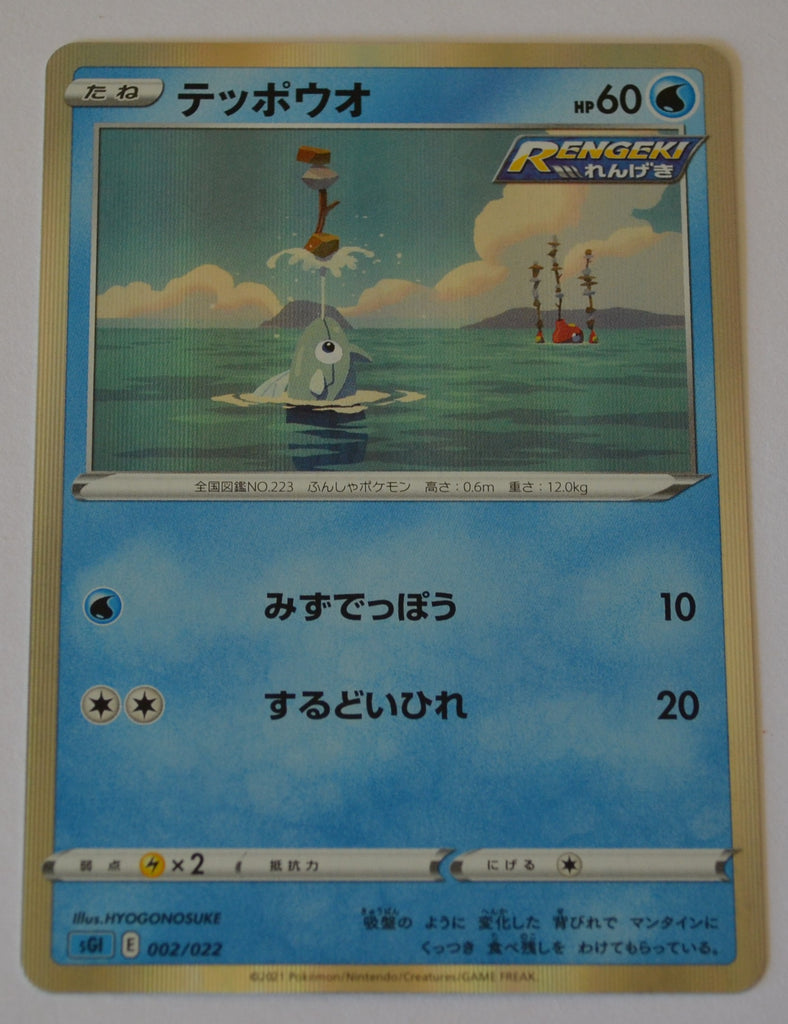 たね テッポウオ HP60
RENGEKI
れんげき
全国図鑑NO.223 ふんしゃポケモン 高さ:0.6m 重さ:12.0kg
みずでっぽう 10
するどいひれ 20
弱点 ×2 抵抗力 にげる
Illus.HYOGONOSUKE
sGI E 002/022
吸盤の ように 変化した 背びれで マンタインに
くっつき 食べ残しを わけてもらっている。
©2021 Pokémon/Nintendo/Creatures/GAME FREAK.